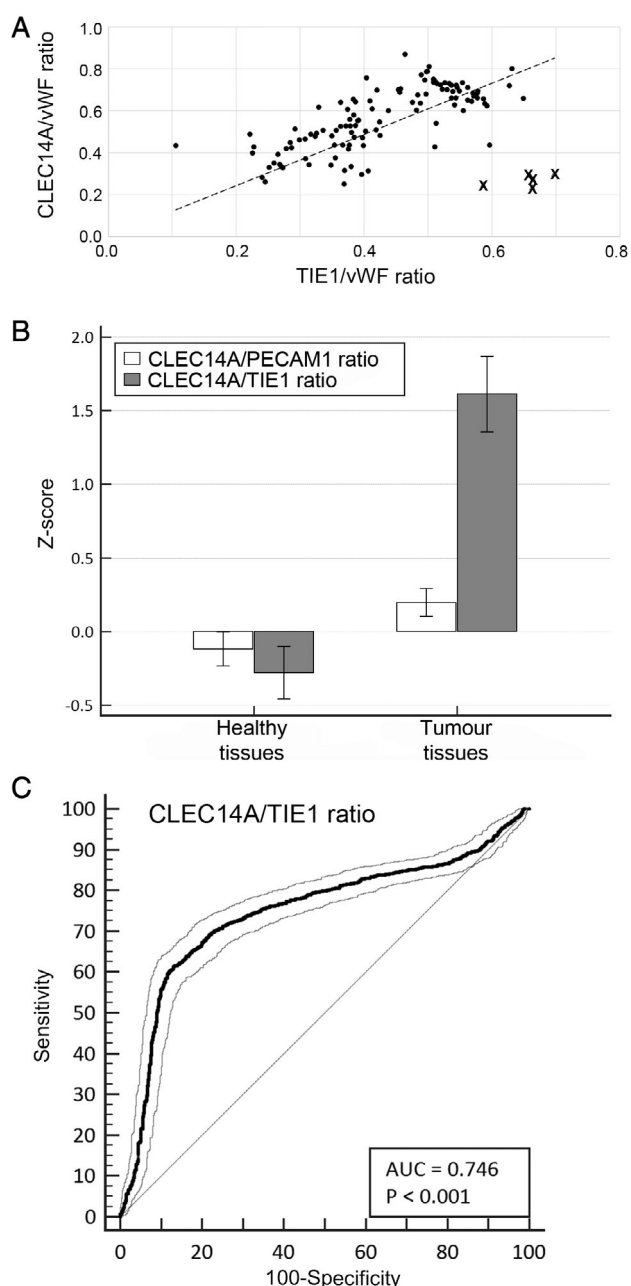 A
CLEC14A/vWF ratio
1.0
0.8
0.6
0.4
0.2
0.0
0.0 0.2 0.4 0.6 0.8
TIE1/vWF ratio
x x x x x
B
Z-score
2.0
1.5
1.0
0.5
0.0
-0.5
CLEC14A/PECAM1 ratio
CLEC14A/TIE1 ratio
Healthy tissues
Tumour tissues
C
CLEC14A/TIE1 ratio
Sensitivity
100
90
80
70
60
50
40
30
20
10
0
AUC = 0.746
P < 0.001
0 20 40 60 80 100
100-Specificity